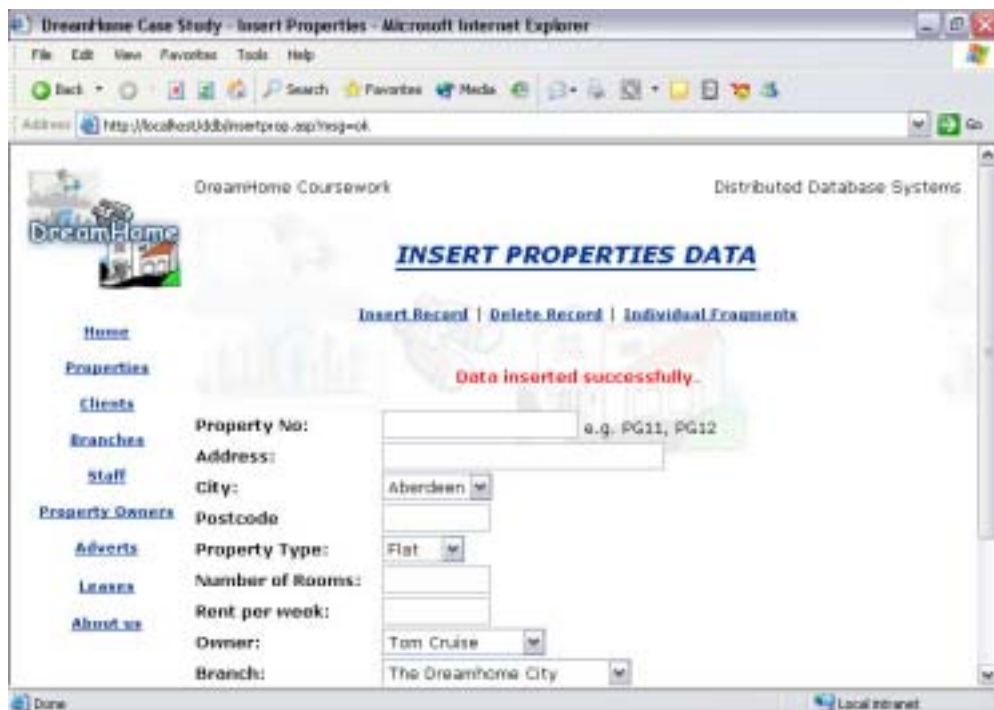 DreamHome Case Study - Insert Properties - Microsoft Internet Explorer
File Edit View Favorites Tools Help
Back Search Favorites Media
Address http://localhost/ddb/insertprop.asp?msg=ok Go
DreamHome
DreamHome Coursework
Distributed Database Systems
INSERT PROPERTIES DATA
Insert Record | Delete Record | Individual Fragments
Data inserted successfully.
Home
Properties
Clients
Branches
Staff
Property Owners
Adverts
Leases
About us
Property No: e.g. PG11, PG12
Address:
City: Aberdeen
Postcode
Property Type: Flat
Number of Rooms:
Rent per week:
Owner: Tom Cruise
Branch: The Dreamhome City
Done
Local intranet